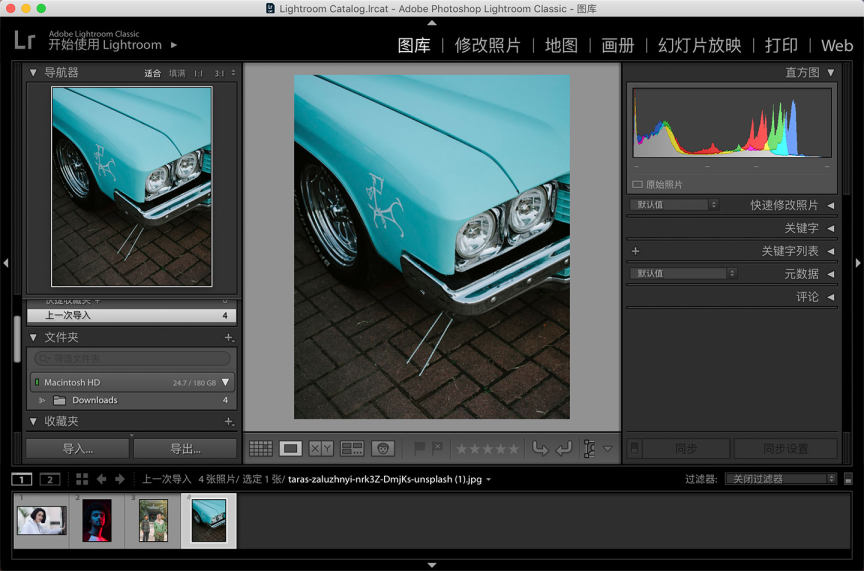 Lightroom Catalog.lrcat - Adobe Photoshop Lightroom Classic - 图库
Lr
Adobe Lightroom Classic
开始使用 Lightroom
图库 | 修改照片 | 地图 | 画册 | 幻灯片放映 | 打印 | Web
导航器 适合 填满 1:1 3:1
上一次导入 4
文件夹
筛选文件夹
Macintosh HD 24.7 / 180 GB
Downloads 4
收藏夹
导入... 导出...
XY
直方图
原始照片
默认值 快速修改照片
关键字
关键字列表
默认值 元数据
评论
同步 同步设置
1 2 上一次导入 4 张照片/ 选定 1 张/ taras-zaluzhnyi-nrk3Z-DmjKs-unsplash (1).jpg
过滤器: 关闭过滤器
1 2 3 4